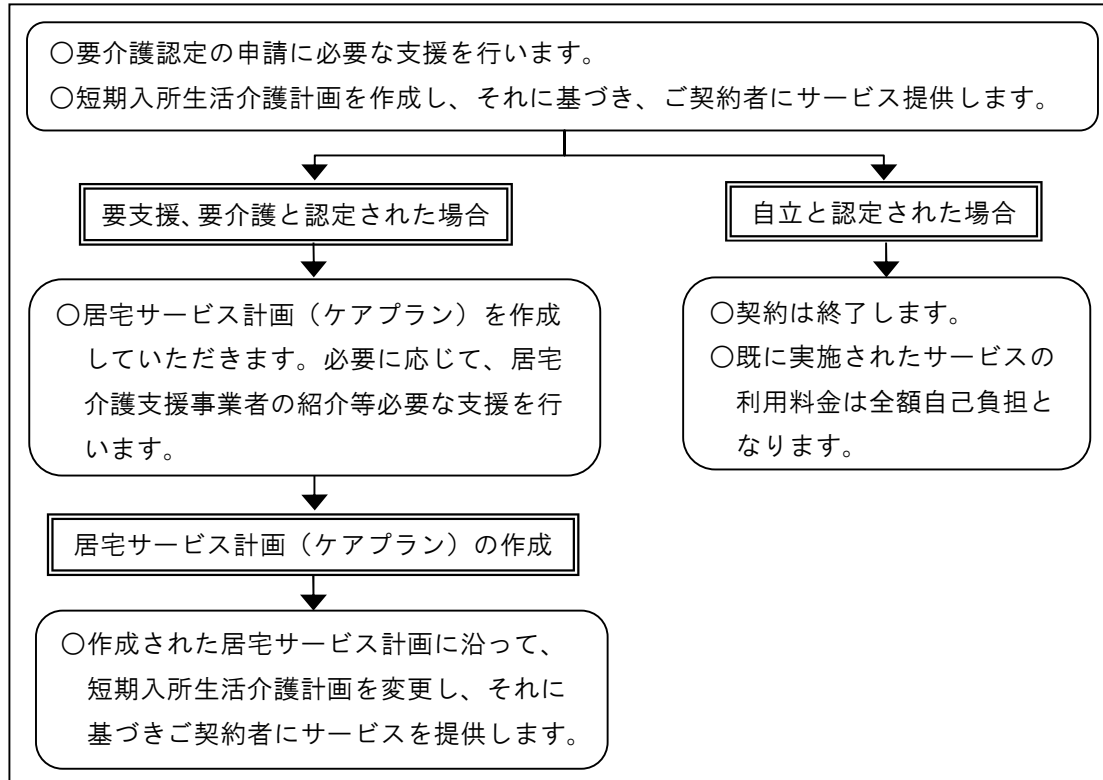 ○要介護認定の申請に必要な支援を行います。
○短期入所生活介護計画を作成し、それに基づき、ご契約者にサービス提供します。
要支援、要介護と認定された場合
自立と認定された場合
○居宅サービス計画（ケアプラン）を作成
していただきます。必要に応じて、居宅
介護支援事業者の紹介等必要な支援を行
います。
○契約は終了します。
○既に実施されたサービスの
利用料金は全額自己負担と
なります。
居宅サービス計画（ケアプラン）の作成
○作成された居宅サービス計画に沿って、
短期入所生活介護計画を変更し、それに
基づきご契約者にサービスを提供します。